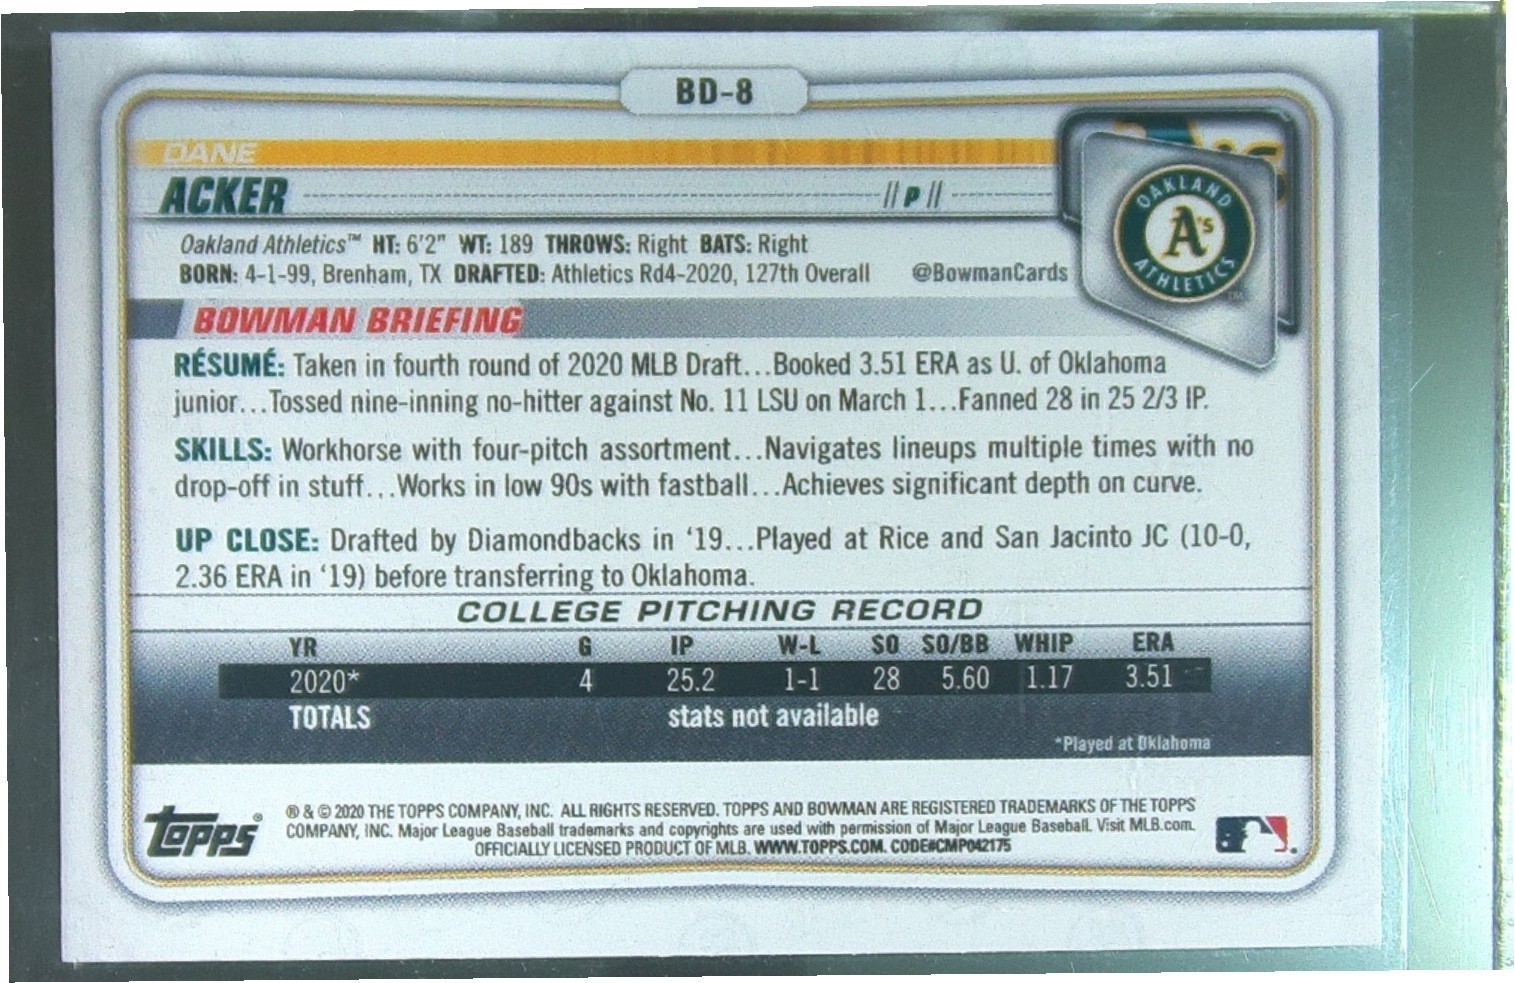 BD-8
DANE
ACKER // P //
Oakland Athletics™ HT: 6'2" WT: 189 THROWS: Right BATS: Right
BORN: 4-1-99, Brenham, TX DRAFTED: Athletics Rd4-2020, 127th Overall @BowmanCards
OAKLAND A's ATHLETICS TM
BOWMAN BRIEFING
RÉSUMÉ: Taken in fourth round of 2020 MLB Draft...Booked 3.51 ERA as U. of Oklahoma
junior...Tossed nine-inning no-hitter against No. 11 LSU on March 1...Fanned 28 in 25 2/3 IP.
SKILLS: Workhorse with four-pitch assortment...Navigates lineups multiple times with no
drop-off in stuff...Works in low 90s with fastball...Achieves significant depth on curve.
UP CLOSE: Drafted by Diamondbacks in '19...Played at Rice and San Jacinto JC (10-0,
2.36 ERA in '19) before transferring to Oklahoma.
COLLEGE PITCHING RECORD
YR G IP W-L SO SO/BB WHIP ERA
2020* 4 25.2 1-1 28 5.60 1.17 3.51
TOTALS stats not available
*Played at Oklahoma
Topps®
® & © 2020 THE TOPPS COMPANY, INC. ALL RIGHTS RESERVED. TOPPS AND BOWMAN ARE REGISTERED TRADEMARKS OF THE TOPPS
COMPANY, INC. Major League Baseball trademarks and copyrights are used with permission of Major League Baseball. Visit MLB.com.
OFFICIALLY LICENSED PRODUCT OF MLB. WWW.TOPPS.COM. CODE#CMP042175